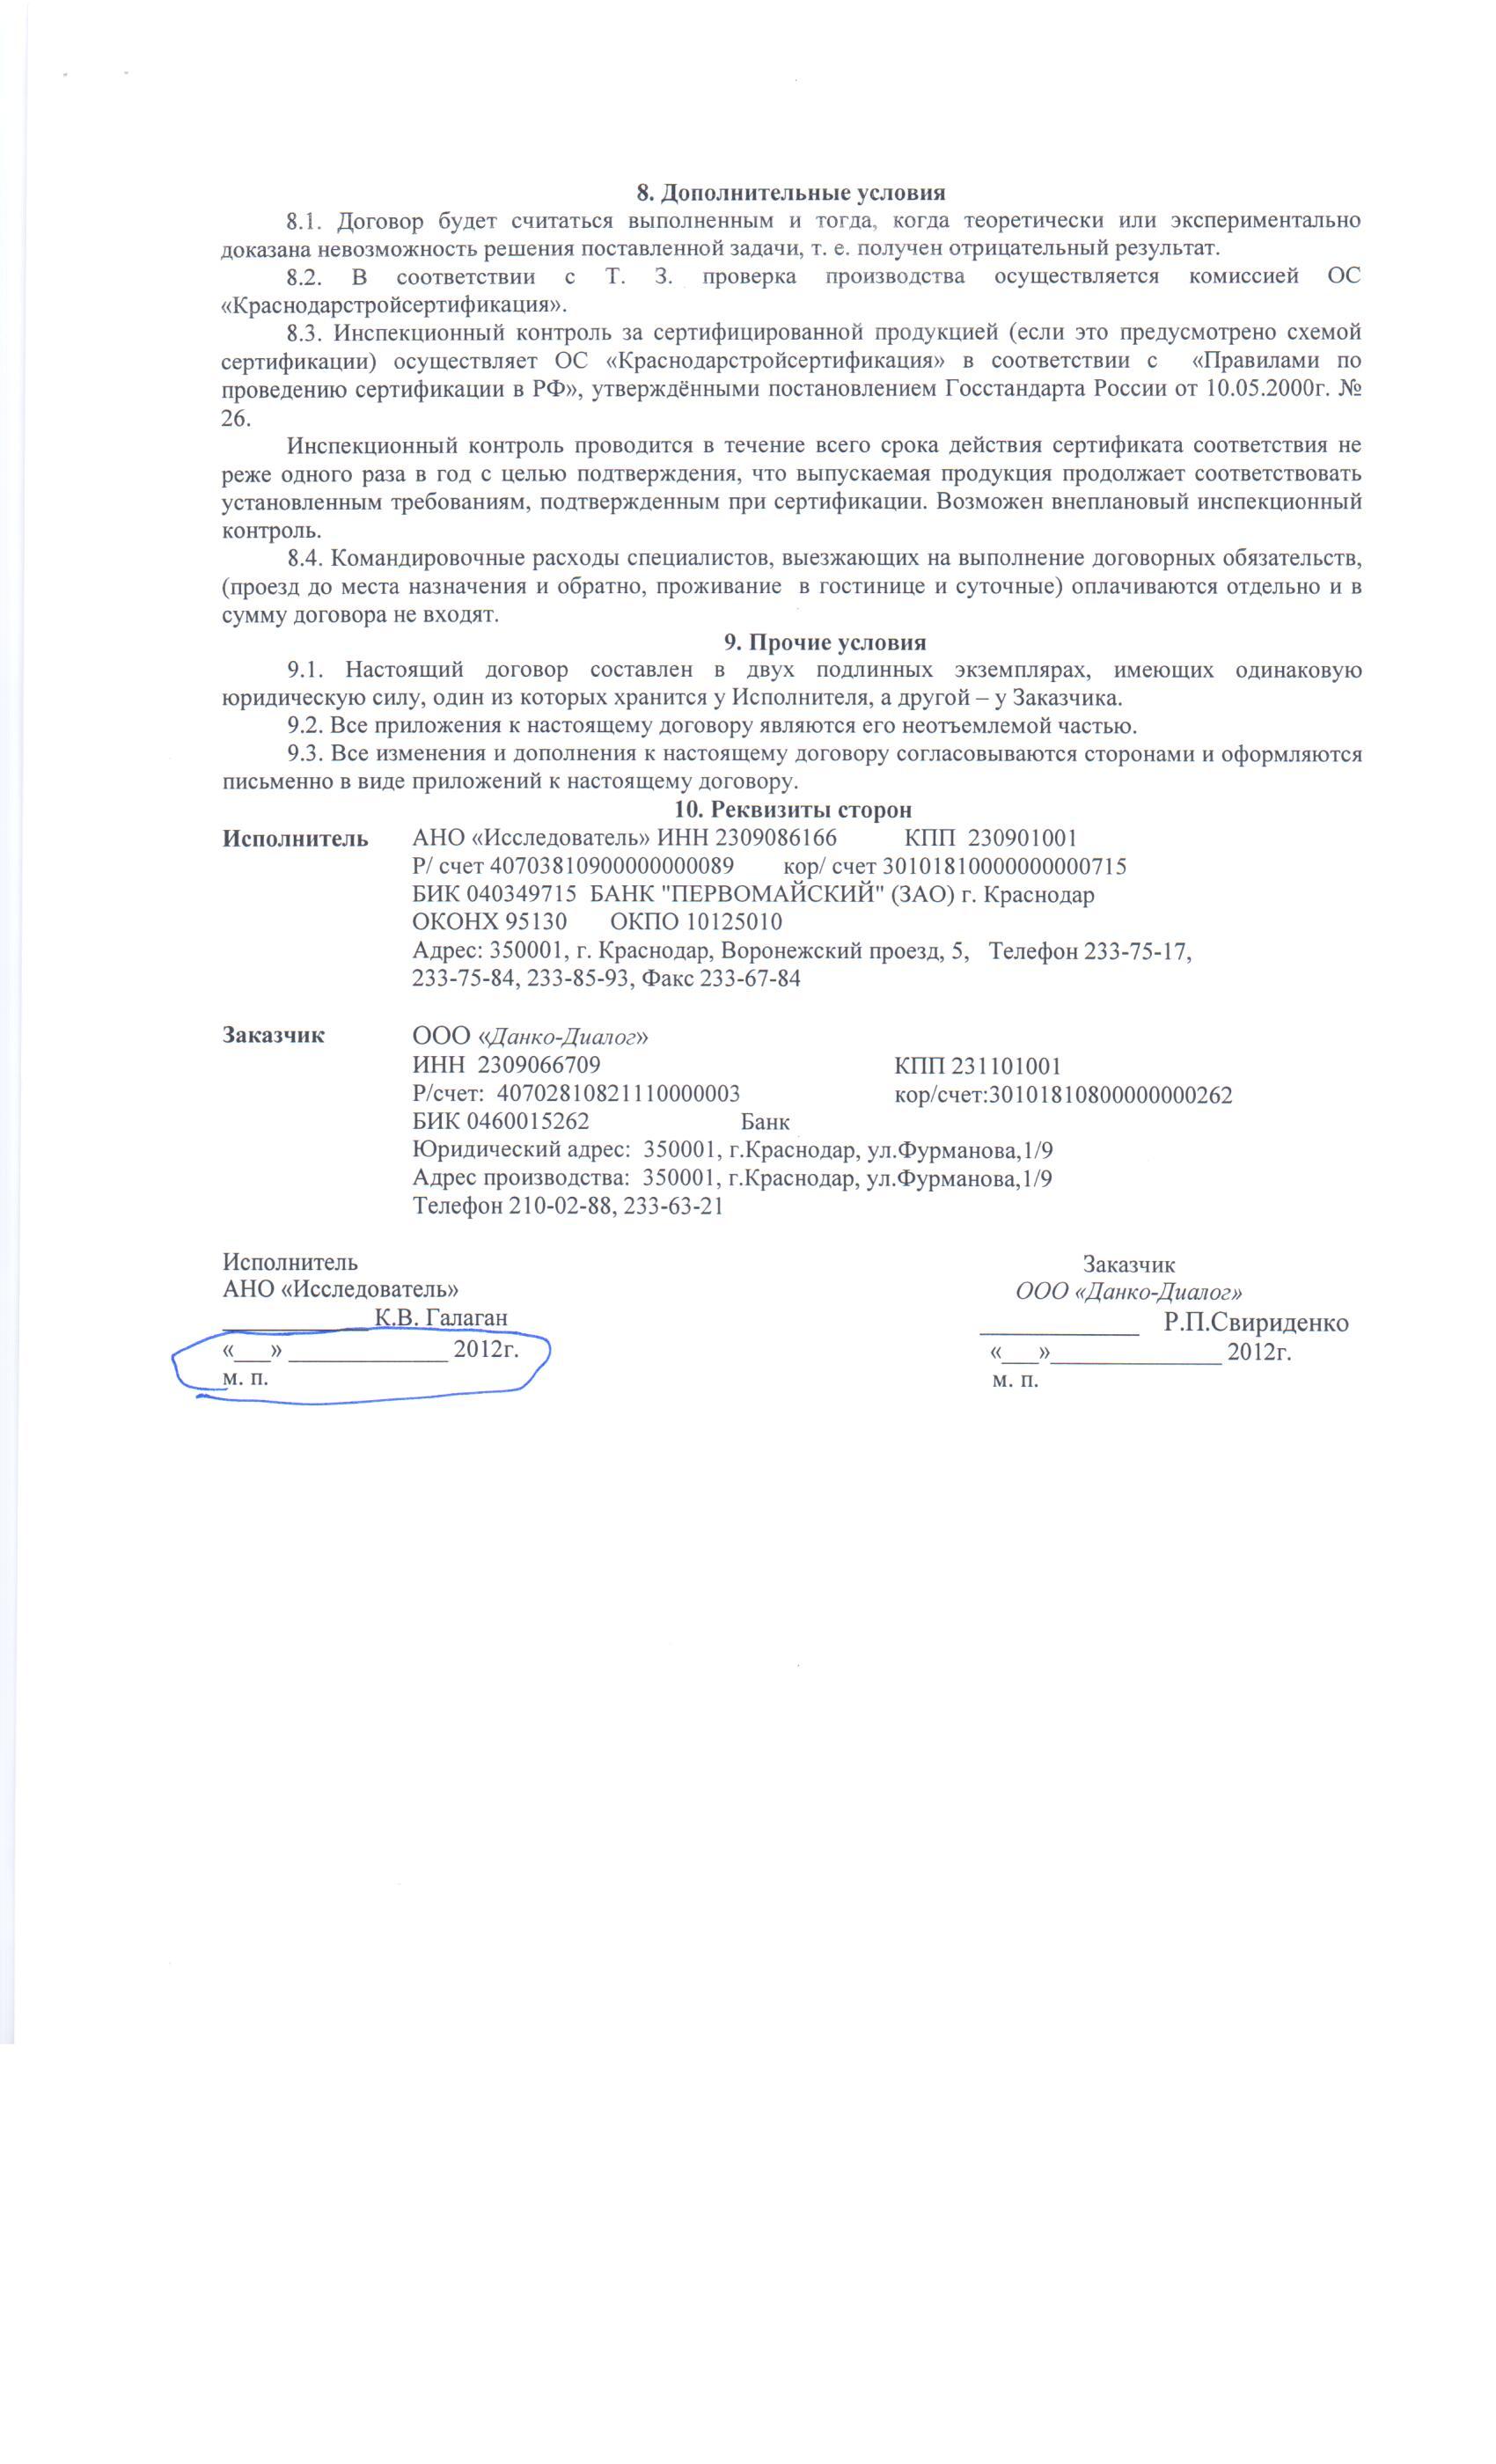 8. Дополнительные условия
8.1. Договор будет считаться выполненным и тогда, когда теоретически или экспериментально
доказана невозможность решения поставленной задачи, т. е. получен отрицательный результат.
8.2. В соответствии с Т. З. проверка производства осуществляется комиссией ОС
«Краснодарстройсертификация».
8.3. Инспекционный контроль за сертифицированной продукцией (если это предусмотрено схемой
сертификации) осуществляет ОС «Краснодарстройсертификация» в соответствии с «Правилами по
проведению сертификации в РФ», утверждёнными постановлением Госстандарта России от 10.05.2000г. №
26.
Инспекционный контроль проводится в течение всего срока действия сертификата соответствия не
реже одного раза в год с целью подтверждения, что выпускаемая продукция продолжает соответствовать
установленным требованиям, подтвержденным при сертификации. Возможен внеплановый инспекционный
контроль.
8.4. Командировочные расходы специалистов, выезжающих на выполнение договорных обязательств,
(проезд до места назначения и обратно, проживание в гостинице и суточные) оплачиваются отдельно и в
сумму договора не входят.
9. Прочие условия
9.1. Настоящий договор составлен в двух подлинных экземплярах, имеющих одинаковую
юридическую силу, один из которых хранится у Исполнителя, а другой – у Заказчика.
9.2. Все приложения к настоящему договору являются его неотъемлемой частью.
9.3. Все изменения и дополнения к настоящему договору согласовываются сторонами и оформляются
письменно в виде приложений к настоящему договору.
10. Реквизиты сторон
Исполнитель АНО «Исследователь» ИНН 2309086166 КПП 230901001
Р/ счет 40703810900000000089 кор/ счет 30101810000000000715
БИК 040349715 БАНК "ПЕРВОМАЙСКИЙ" (ЗАО) г. Краснодар
ОКОНХ 95130 ОКПО 10125010
Адрес: 350001, г. Краснодар, Воронежский проезд, 5, Телефон 233-75-17,
233-75-84, 233-85-93, Факс 233-67-84
Заказчик ООО «Данко-Диалог»
ИНН 2309066709 КПП 231101001
Р/счет: 40702810821110000003 кор/счет:30101810800000000262
БИК 0460015262 Банк
Юридический адрес: 350001, г.Краснодар, ул.Фурманова,1/9
Адрес производства: 350001, г.Краснодар, ул.Фурманова,1/9
Телефон 210-02-88, 233-63-21
Исполнитель Заказчик
АНО «Исследователь» ООО «Данко-Диалог»
____________ К.В. Галаган _____________ Р.П.Свириденко
«___» _____________ 2012г. «___»______________ 2012г.
м. п. м. п.